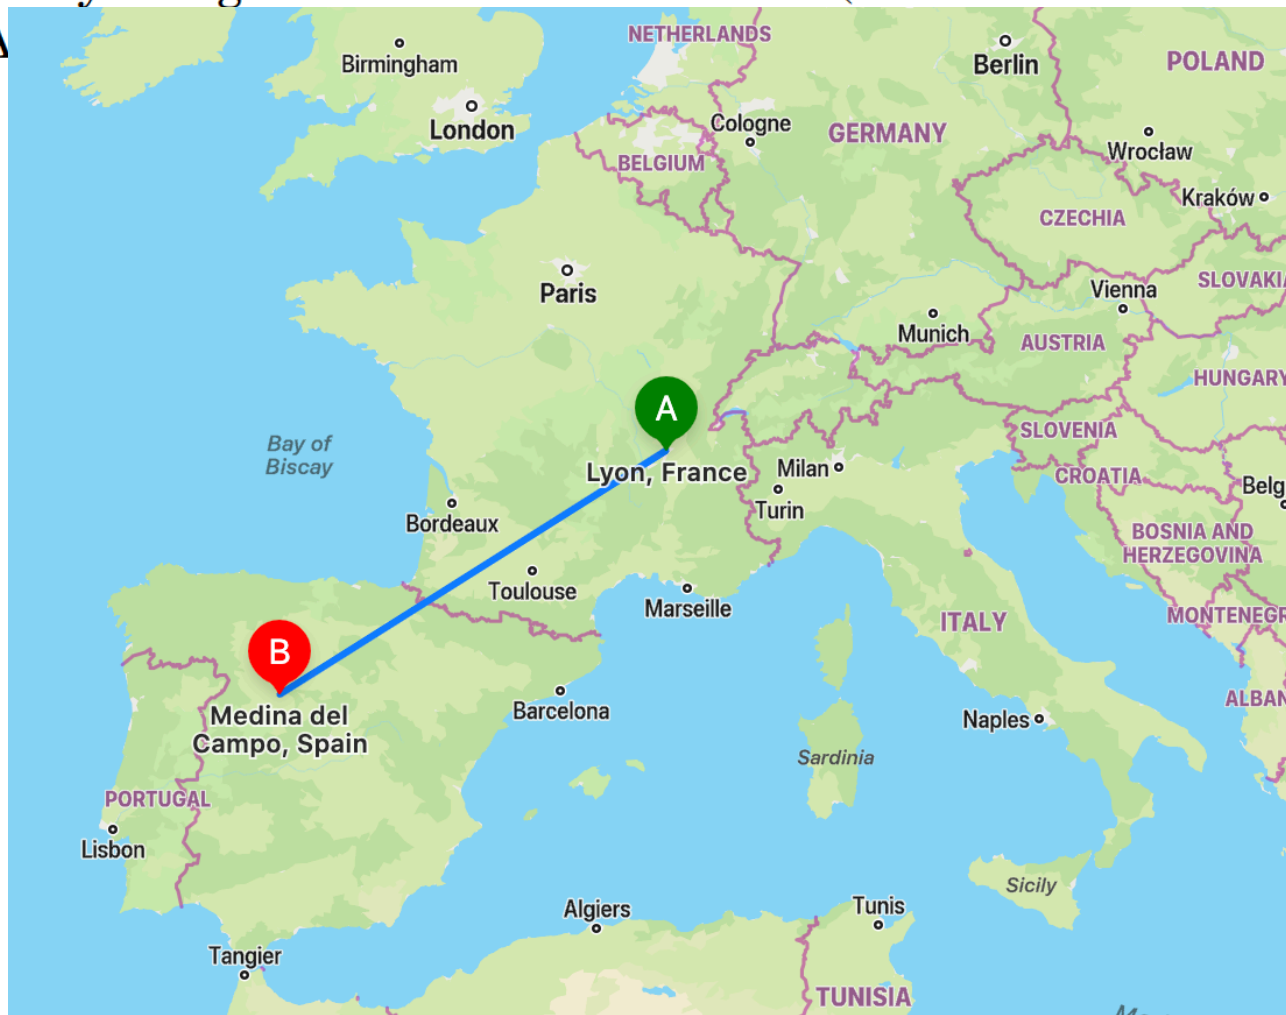 NETHERLANDS
Birmingham
Berlin
POLAND
London
Cologne
GERMANY
Wrocław
BELGIUM
Kraków
CZECHIA
Paris
SLOVAKI
Vienna
Munich
AUSTRIA
HUNGARY
A
SLOVENIA
Bay of
Biscay
Lyon, France
Milan
CROATIA
Belg
Turin
Bordeaux
BOSNIA AND
HERZEGOVINA
Toulouse
Marseille
ITALY
MONTENEGR
B
Medina del
Campo, Spain
Barcelona
Naples
ALBAN
Sardinia
PORTUGAL
Lisbon
Sicily
Algiers
Tunis
Tangier
TUNISIA